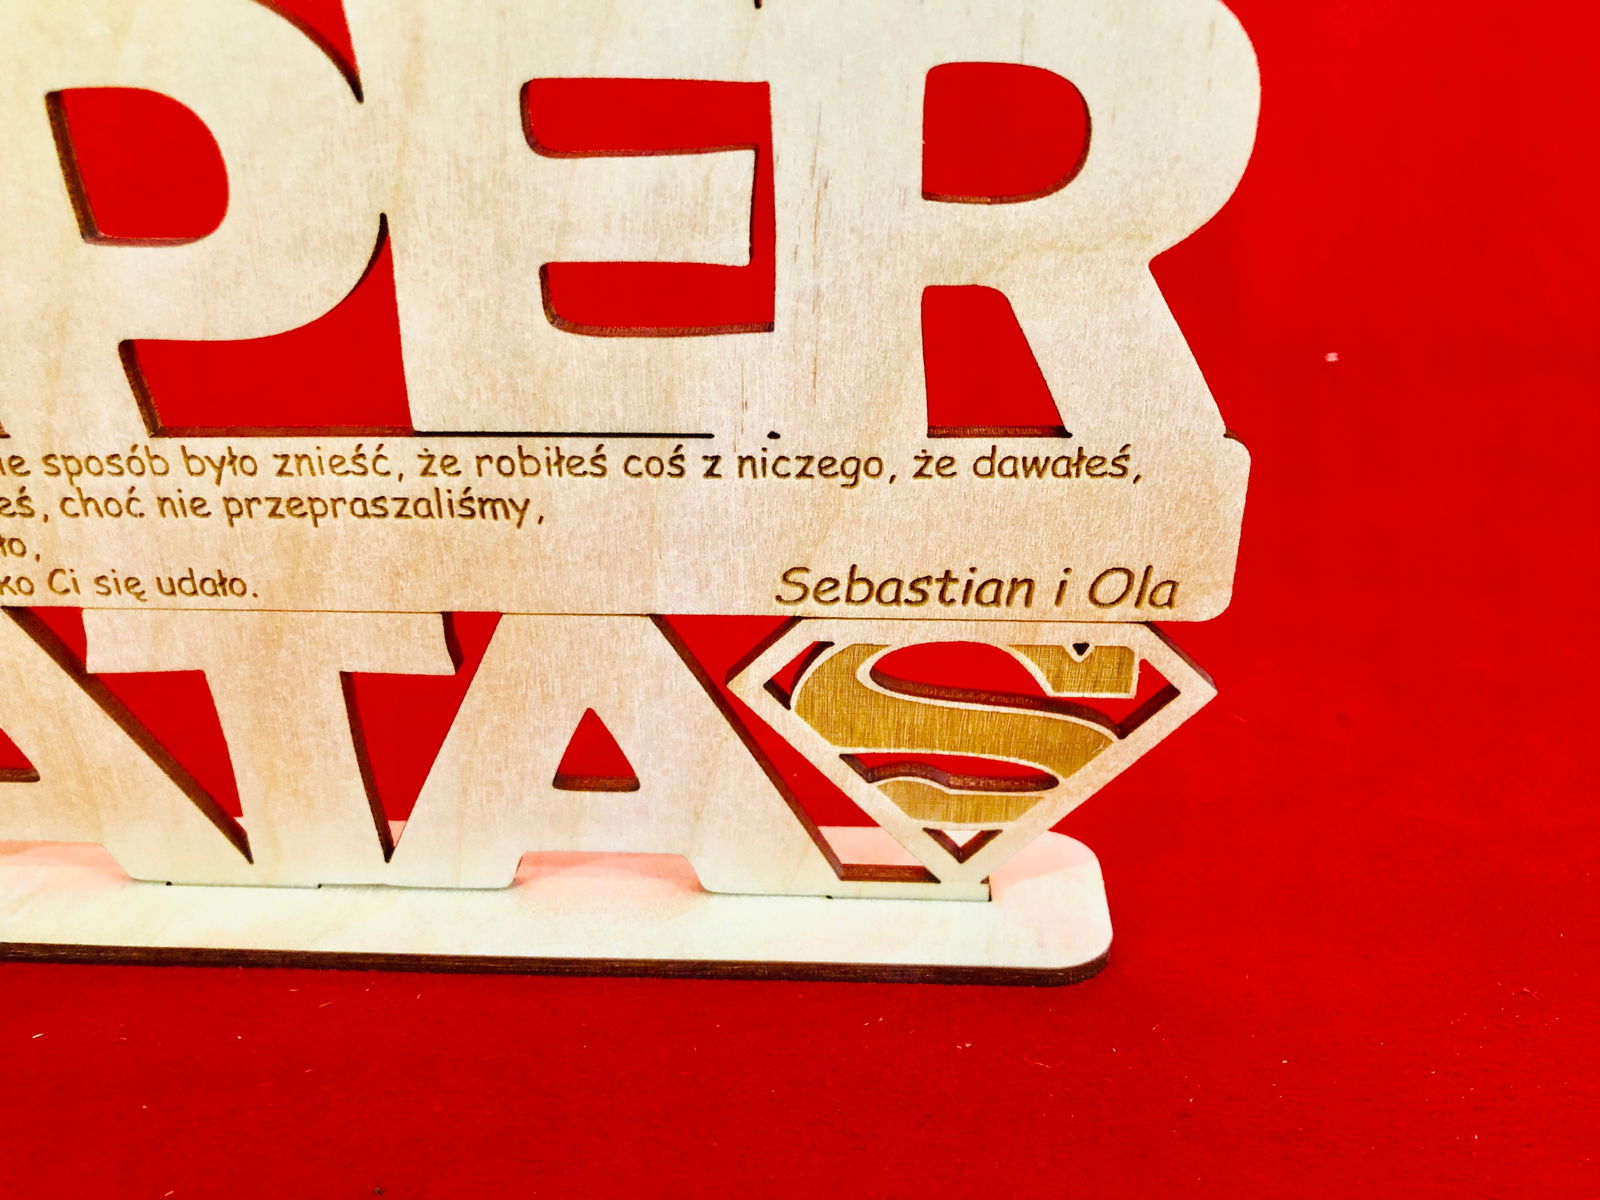 PER
sposób było znieść, że robiłeś coś z niczego, że dawałeś,
choć nie przepraszaliśmy,
Ci się udało.
Sebastian i Ola
ATA S